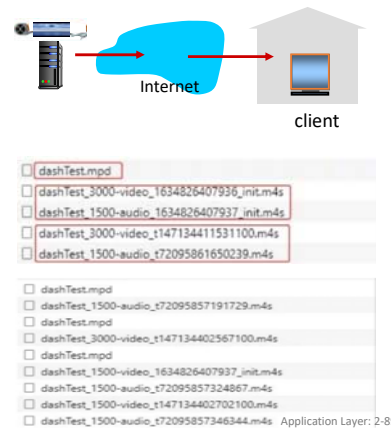 Internet
client
dashTest.mpd
dashTest_3000-video_1634826407936_init.m4s
dashTest_1500-audio_1634826407937_init.m4s
dashTest_3000-video_t147134411531100.m4s
dashTest_1500-audio_t72095861650239.m4s
dashTest.mpd
dashTest_1500-audio_t72095857191729.m4s
dashTest.mpd
dashTest_3000-video_t147134402567100.m4s
dashTest.mpd
dashTest_1500-video_1634826407937_init.m4s
dashTest_1500-audio_t72095857324867.m4s
dashTest_1500-video_t147134402702100.m4s
dashTest_1500-audio_t72095857346344.m4s Application Layer: 2-8